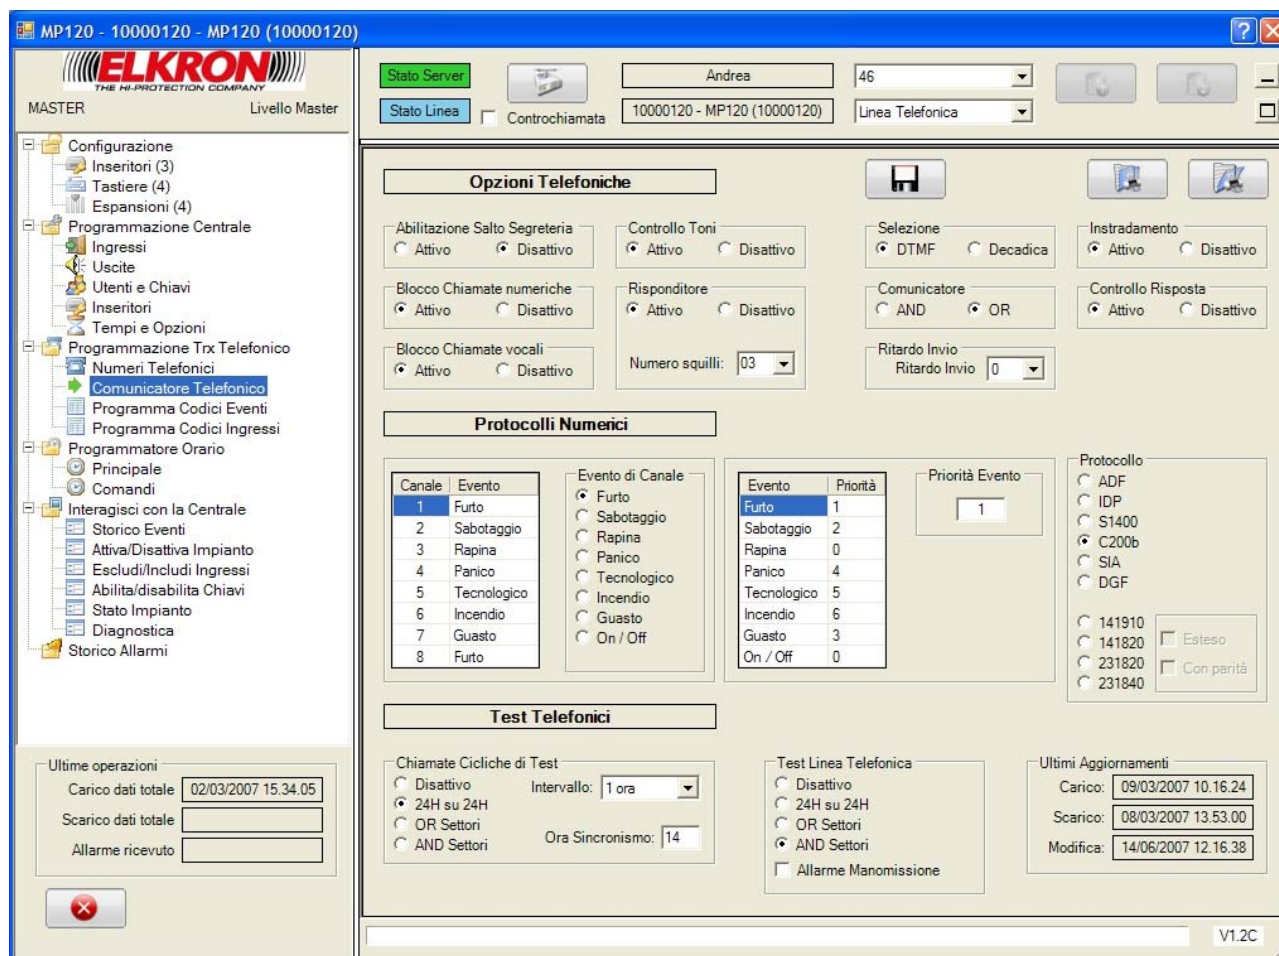 MP120 - 10000120 - MP120 (10000120)
ELKRON
THE HI-PROTECTION COMPANY
MASTER Livello Master
Configurazione
Inseritori (3)
Tastiere (4)
Espansioni (4)
Programmazione Centrale
Ingressi
Uscite
Utenti e Chiavi
Inseritori
Tempi e Opzioni
Programmazione Trx Telefonico
Numeri Telefonici
Comunicatore Telefonico
Programma Codici Eventi
Programma Codici Ingressi
Programmatore Orario
Principale
Comandi
Interagisci con la Centrale
Storico Eventi
Attiva/Disattiva Impianto
Escludi/Includi Ingressi
Abilita/disabilita Chiavi
Stato Impianto
Diagnostica
Storico Allarmi
Ultime operazioni
Carico dati totale 02/03/2007 15.34.05
Scarico dati totale
Allarme ricevuto
Stato Server Andrea 46
Stato Linea Controchiamata 10000120 - MP120 (10000120) Linea Telefonica
Opzioni Telefoniche
Abilitazione Salto Segreteria Controllo Toni Selezione Instradamento
Attivo Disattivo Attivo Disattivo DTMF Decadica Attivo Disattivo
Blocco Chiamate numeriche Risponditore Comunicatore Controllo Risposta
Attivo Disattivo Attivo Disattivo AND OR Attivo Disattivo
Blocco Chiamate vocali Ritardo Invio
Attivo Disattivo Numero squilli: 03 Ritardo Invio 0
Protocolli Numerici
Canale Evento
1 Furto
2 Sabotaggio
3 Rapina
4 Panico
5 Tecnologico
6 Incendio
7 Guasto
8 Furto
Evento di Canale
Furto
Sabotaggio
Rapina
Panico
Tecnologico
Incendio
Guasto
On / Off
Evento Priorità
Furto 1
Sabotaggio 2
Rapina 0
Panico 4
Tecnologico 5
Incendio 6
Guasto 3
On / Off 0
Priorità Evento
1
Protocollo
ADF
IDP
S1400
C200b
SIA
DGF
141910
141820
231820
231840
Esteso
Con parità
Test Telefonici
Chiamate Cicliche di Test
Disattivo
24H su 24H
OR Settori
AND Settori
Intervallo: 1 ora
Ora Sincronismo: 14
Test Linea Telefonica
Disattivo
24H su 24H
OR Settori
AND Settori
Allarme Manomissione
Ultimi Aggiornamenti
Carico: 09/03/2007 10.16.24
Scarico: 08/03/2007 13.53.00
Modifica: 14/06/2007 12.16.38
V1.2C